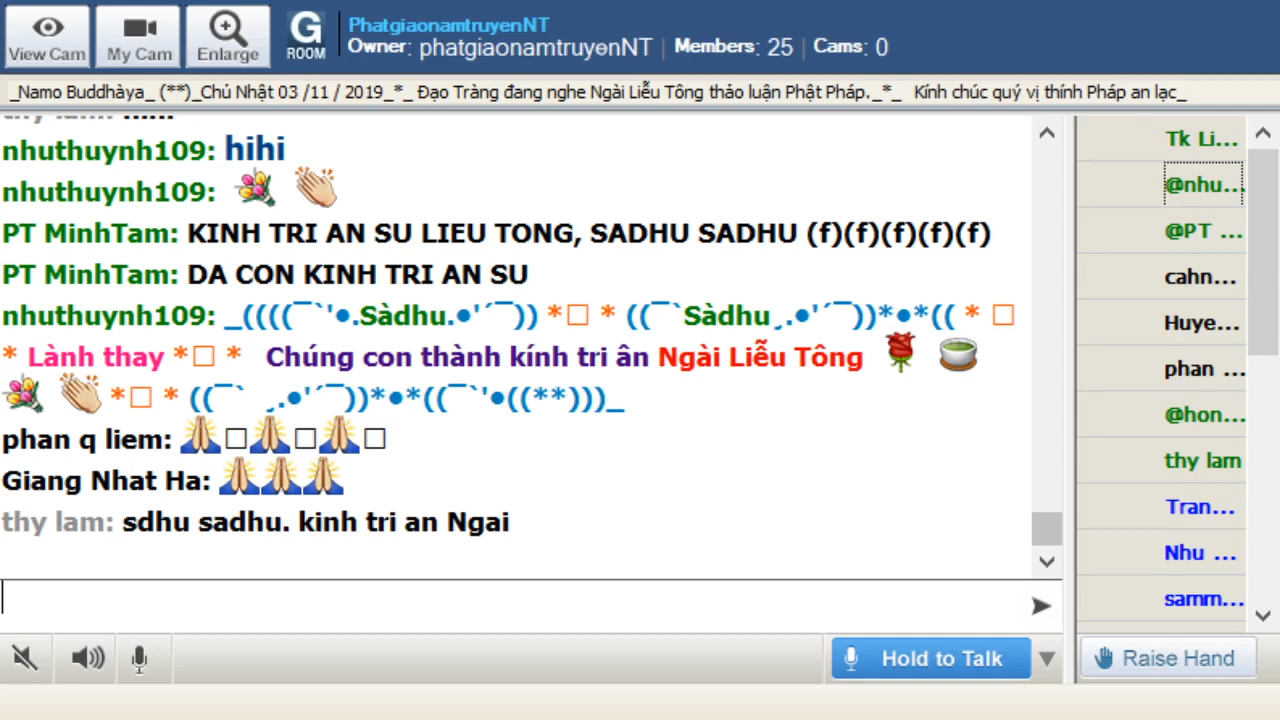 View Cam
My Cam
Enlarge
G ROOM
PhatgiaonamtruyenNT
Owner: phatgiaonamtruyenNT | Members: 25 | Cams: 0
_Namo Buddhàya_ (**)_Chủ Nhật 03 /11 / 2019_*_ Đạo Tràng đang nghe Ngài Liễu Tông thảo luận Phật Pháp._*_ Kính chúc quý vị thính Pháp an lạc_
nhuthuynh109: hihi
nhuthuynh109: 💐 👏
PT MinhTam: KINH TRI AN SU LIEU TONG, SADHU SADHU (f)(f)(f)(f)(f)
PT MinhTam: DA CON KINH TRI AN SU
nhuthuynh109: _((((¯`'•.Sàdhu.•'´¯)) *□ * ((¯`Sàdhu¸.•'´¯))*•*(( * □
* Lành thay *□ * Chúng con thành kính tri ân Ngài Liễu Tông 🌹 🍵
💐 👏 *□ * ((¯` ¸.•'´¯))*•*((¯`'•((**)))_
phan q liem: 🙏□🙏□🙏□
Giang Nhat Ha: 🙏🙏🙏
thy lam: sdhu sadhu. kinh tri an Ngai
Tk Li...
@nhu...
@PT ...
cahn...
Huye...
phan ...
@hon...
thy lam
Tran...
Nhu ...
samm...
Hold to Talk
Raise Hand